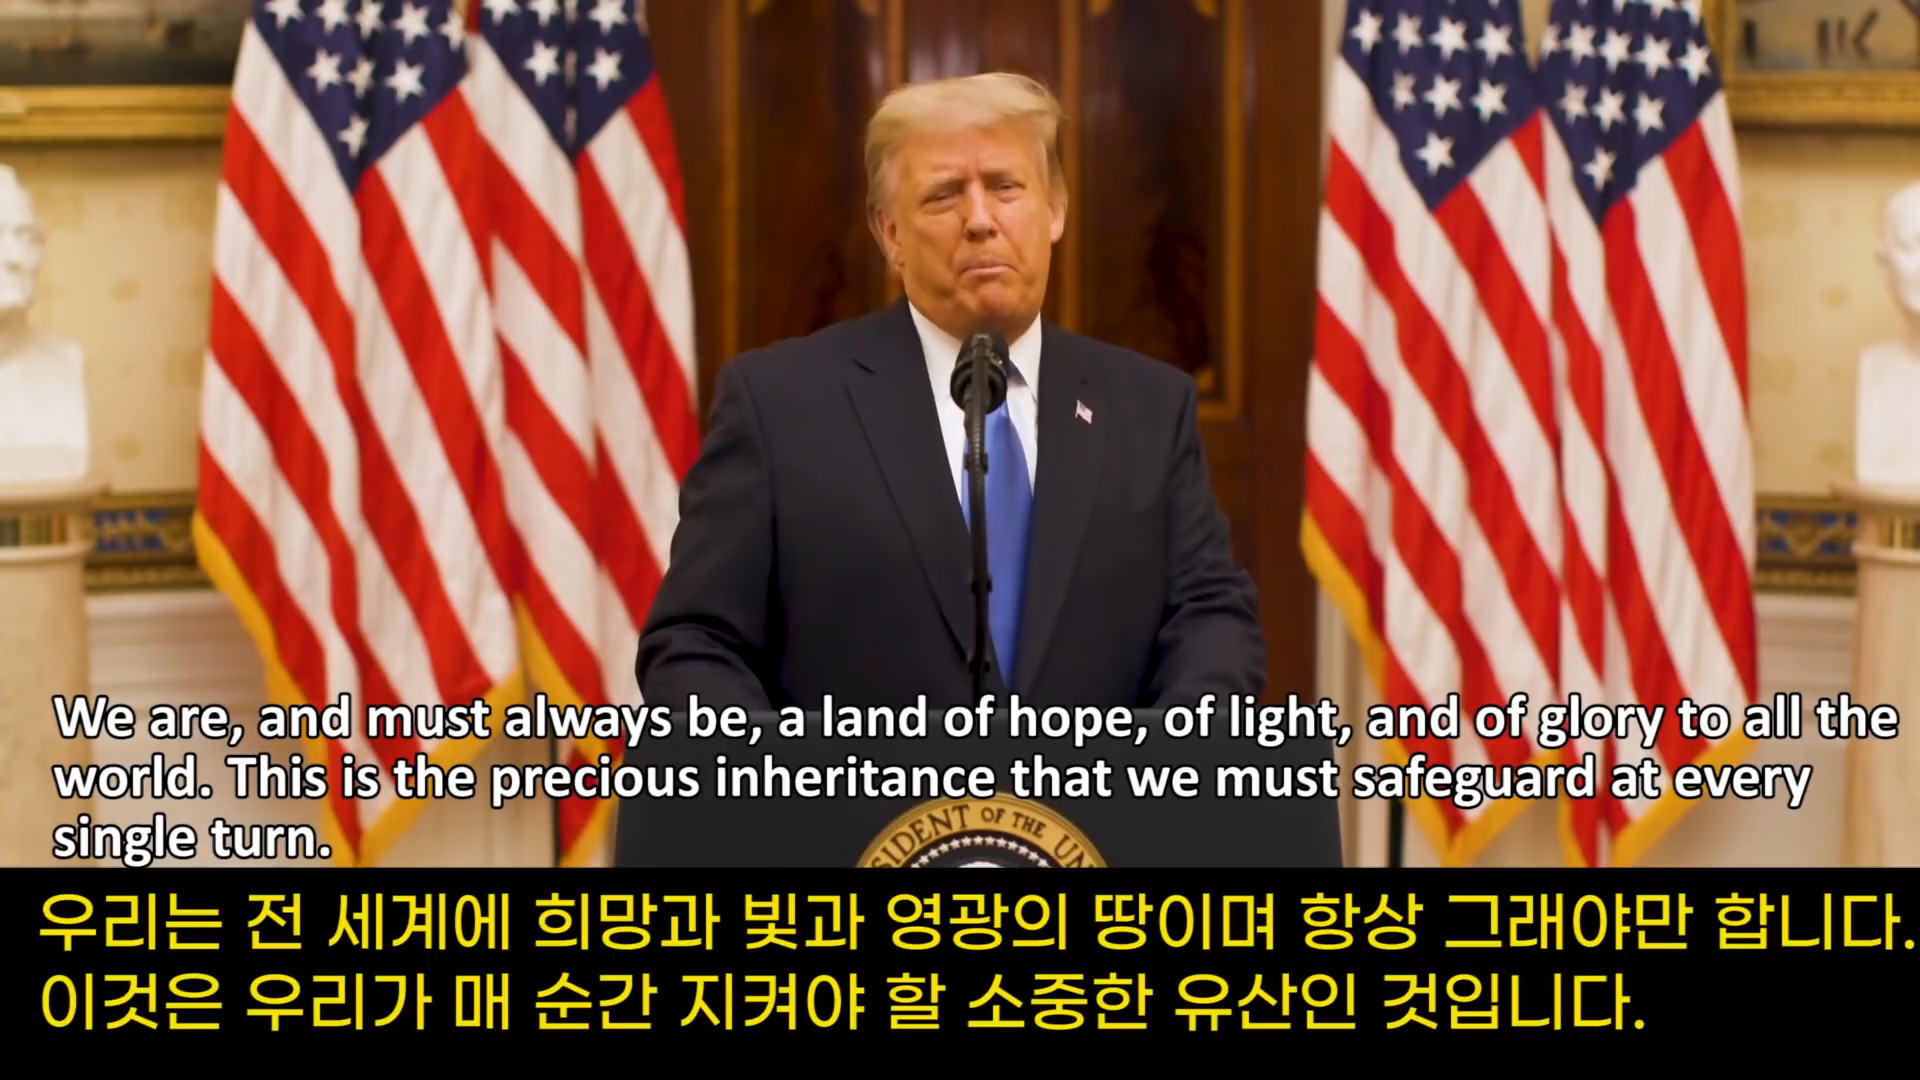 We are, and must always be, a land of hope, of light, and of glory to all the
world. This is the precious inheritance that we must safeguard at every
single turn.
SIDENT OF THE UN
우리는 전 세계에 희망과 빛과 영광의 땅이며 항상 그래야만 합니다.
이것은 우리가 매 순간 지켜야 할 소중한 유산인 것입니다.